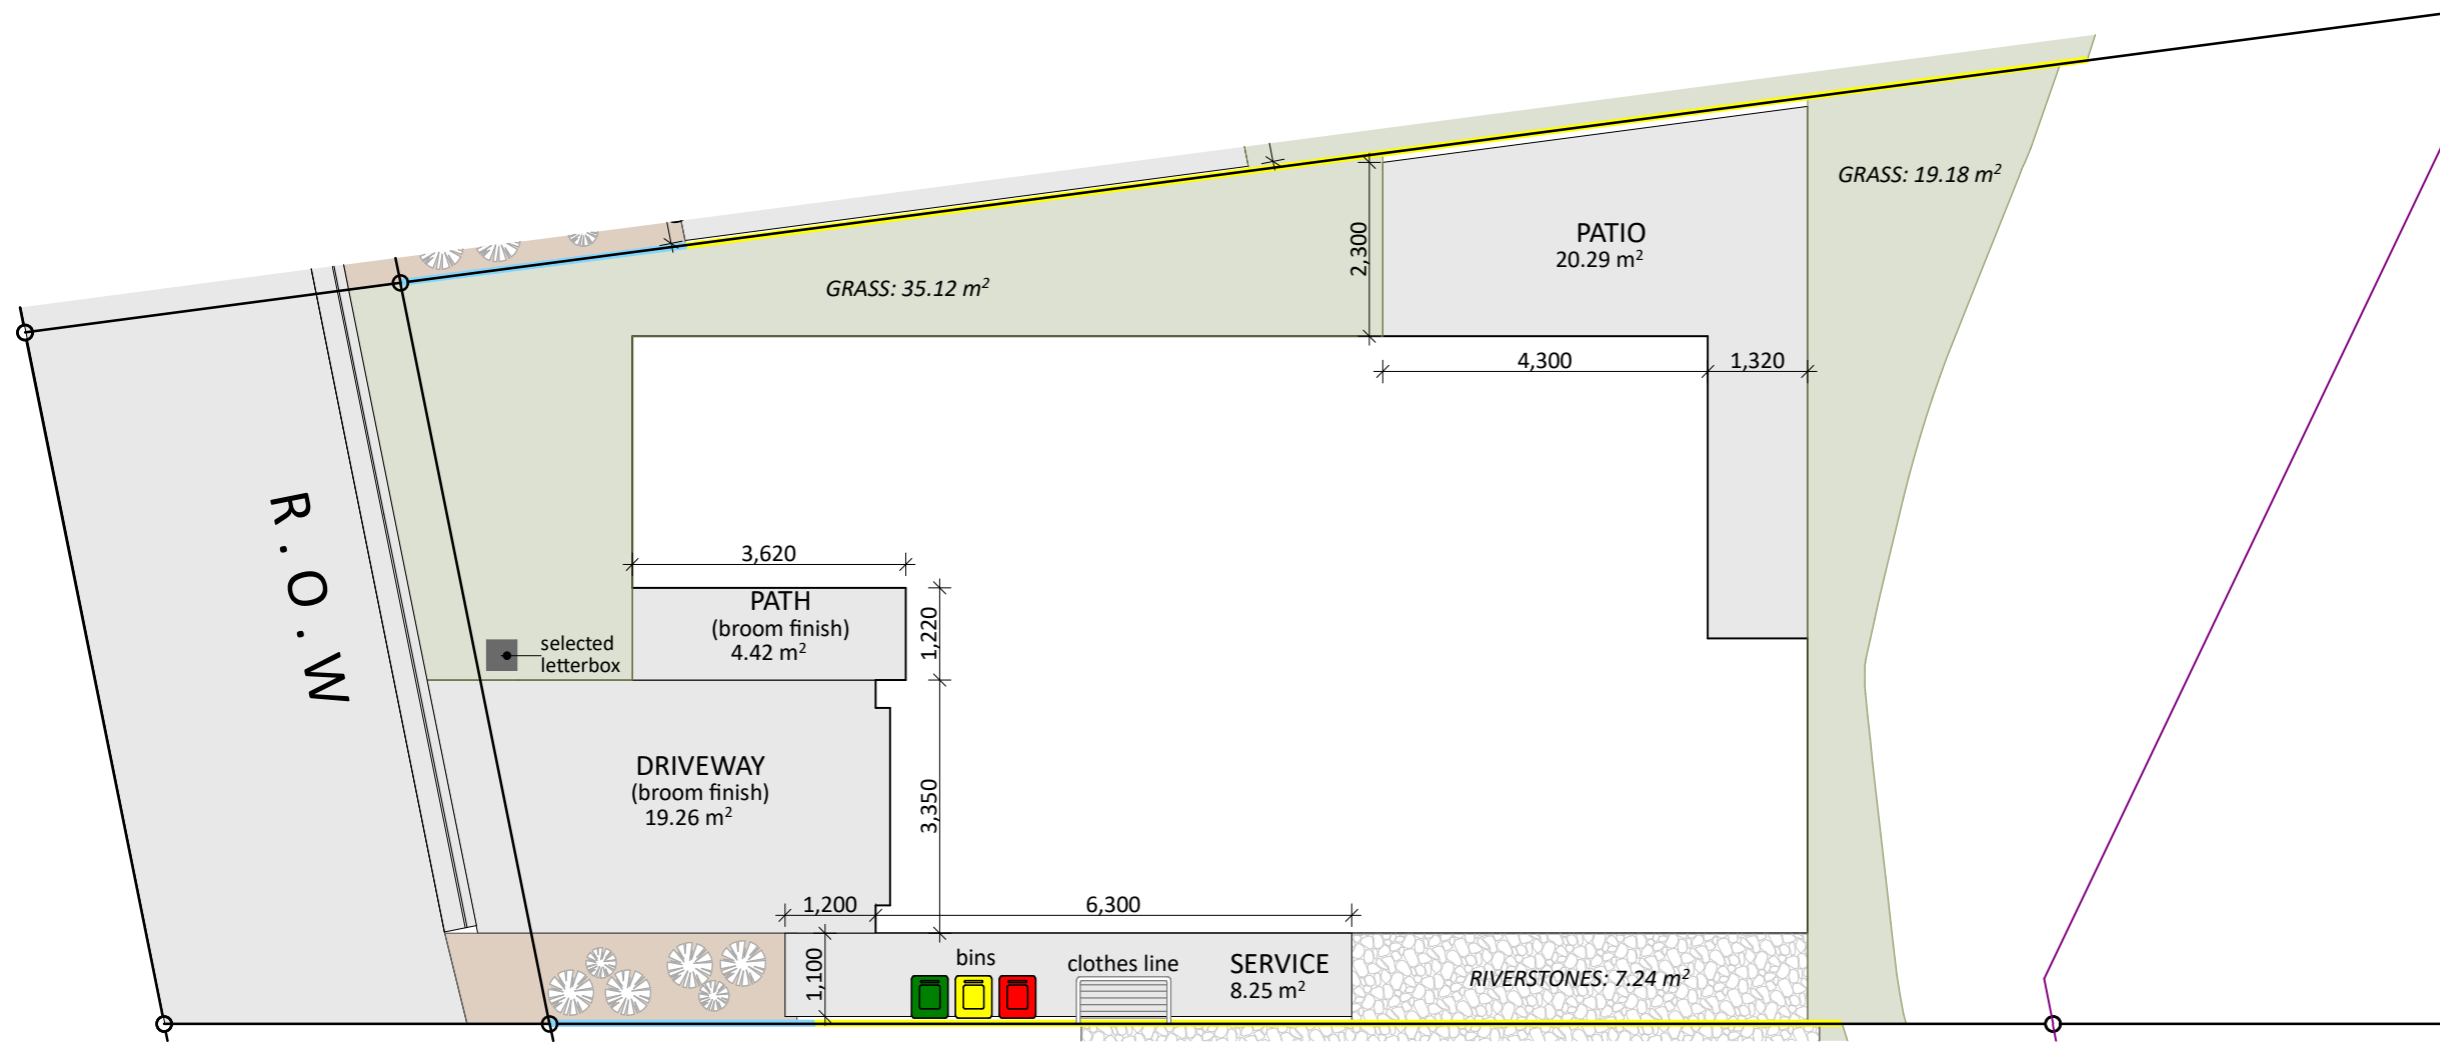 GRASS: 19.18 m²
PATIO
20.29 m²
2,300
GRASS: 35.12 m²
4,300
1,320
R.O.W
3,620
PATH
(broom finish)
4.42 m²
1,220
selected
letterbox
DRIVEWAY
(broom finish)
19.26 m²
3,350
1,200
6,300
1,100
bins
clothes line
SERVICE
8.25 m²
RIVERSTONES: 7.24 m²